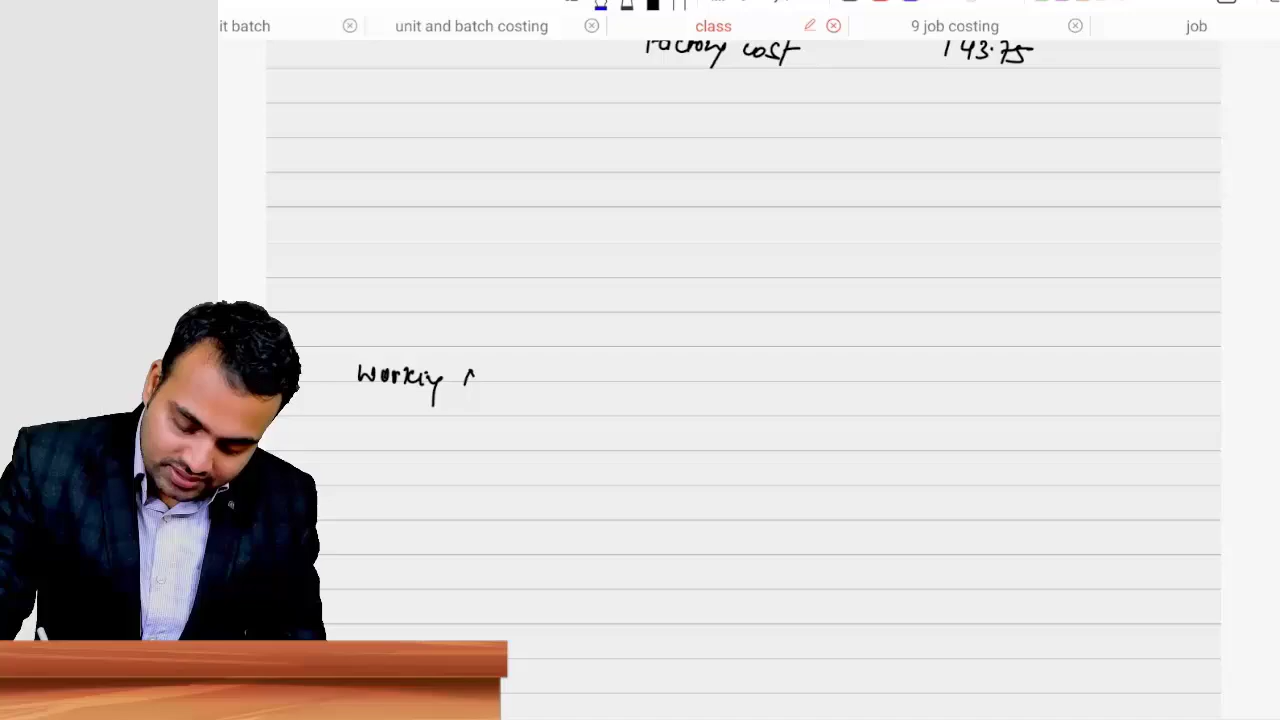 it batch unit and batch costing class 9 job costing job
Factory cost 143.75
Working